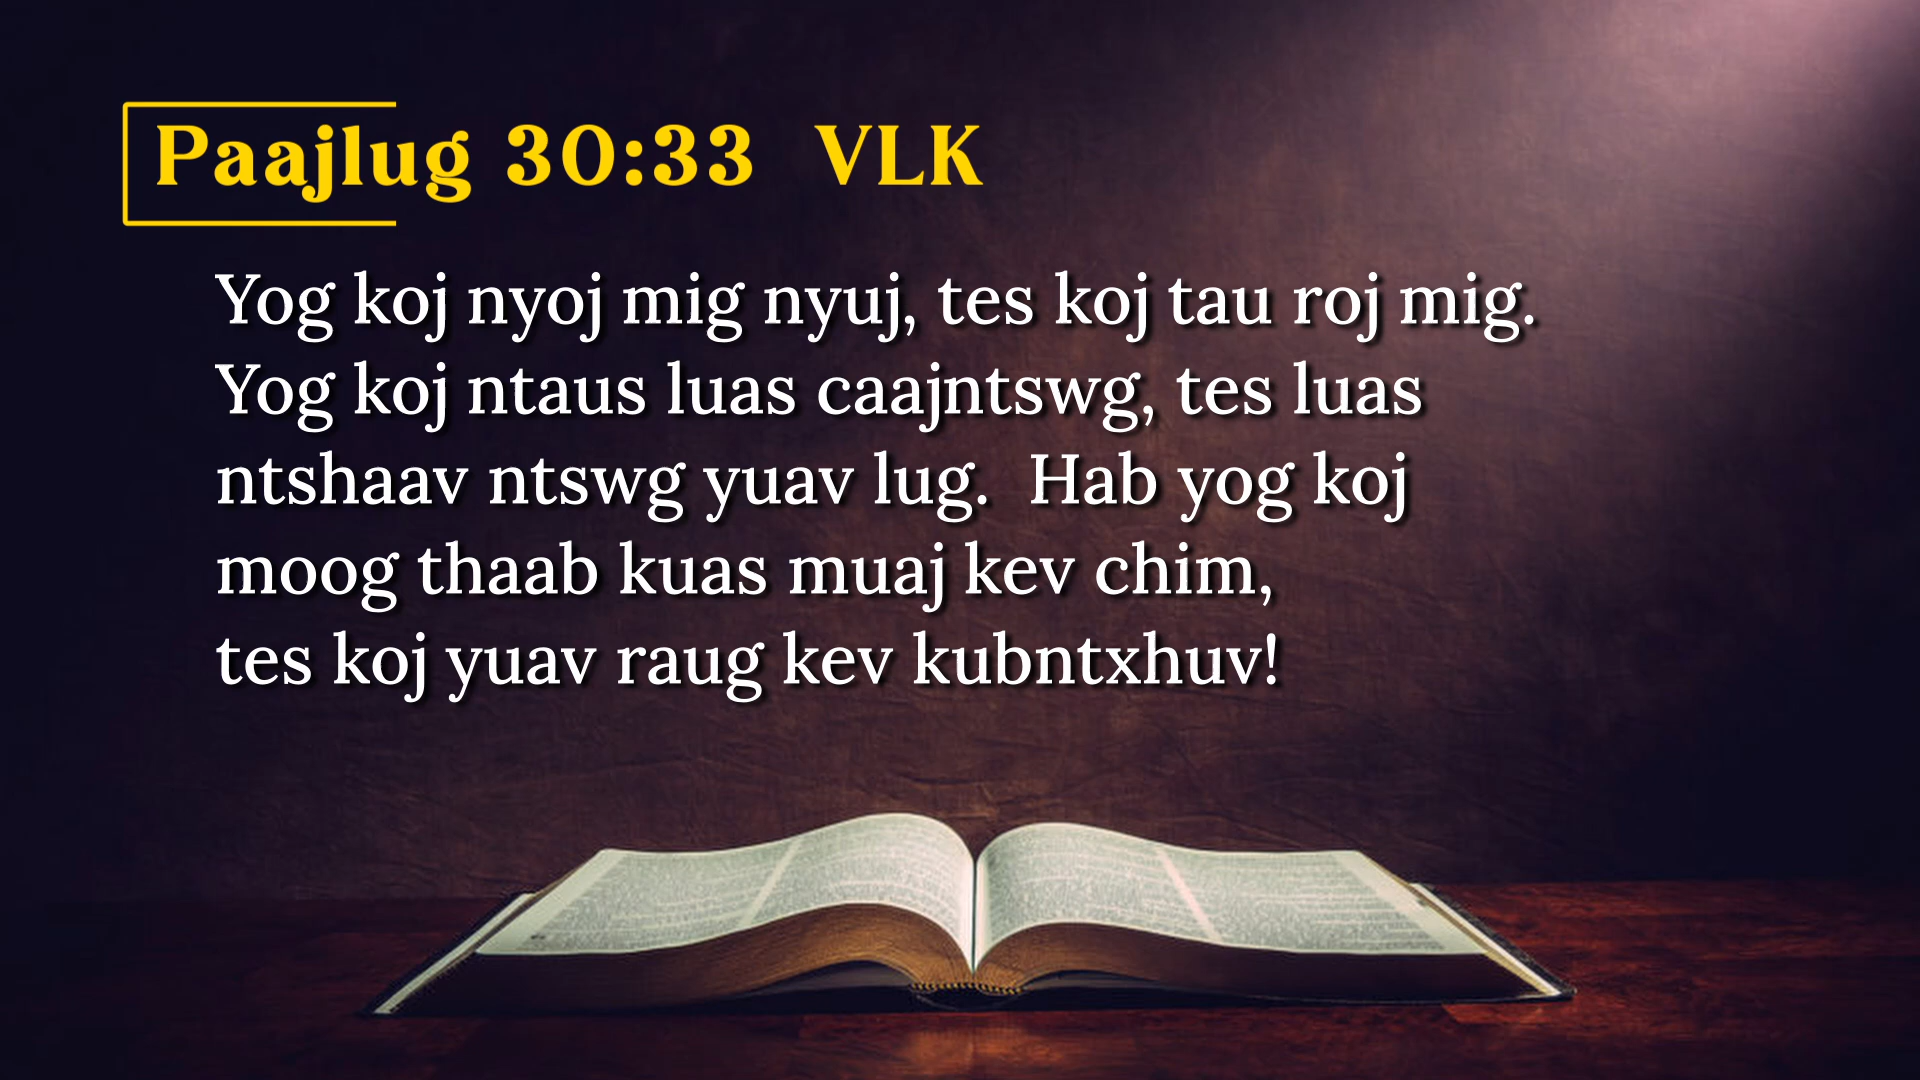 Paajlug 30:33  VLK
Yog koj nyoj mig nyuj, tes koj tau roj mig.
Yog koj ntaus luas caajntswg, tes luas
ntshaav ntswg yuav lug.  Hab yog koj
moog thaab kuas muaj kev chim,
tes koj yuav raug kev kubntxhuv!